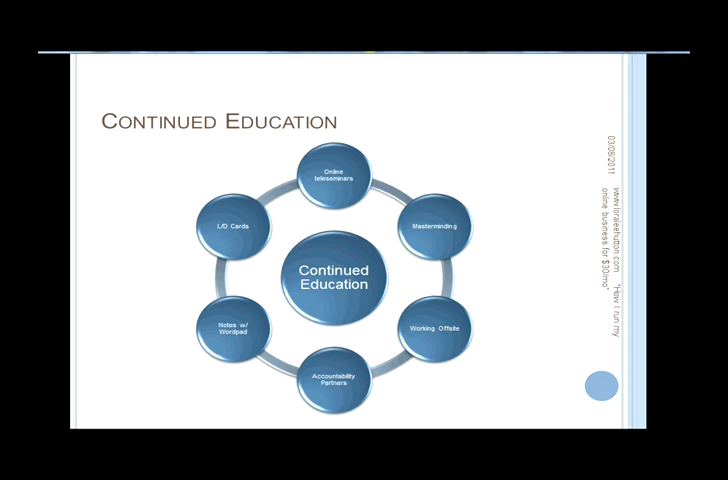 CONTINUED EDUCATION
Online
teleseminars
L/D Cards
Masterminding
Continued
Education
Notes w/
Wordpad
Working Offsite
Accountability
Partners
03/08/2011
www.loraleehutton.com "How I run my
online business for $30/mo"